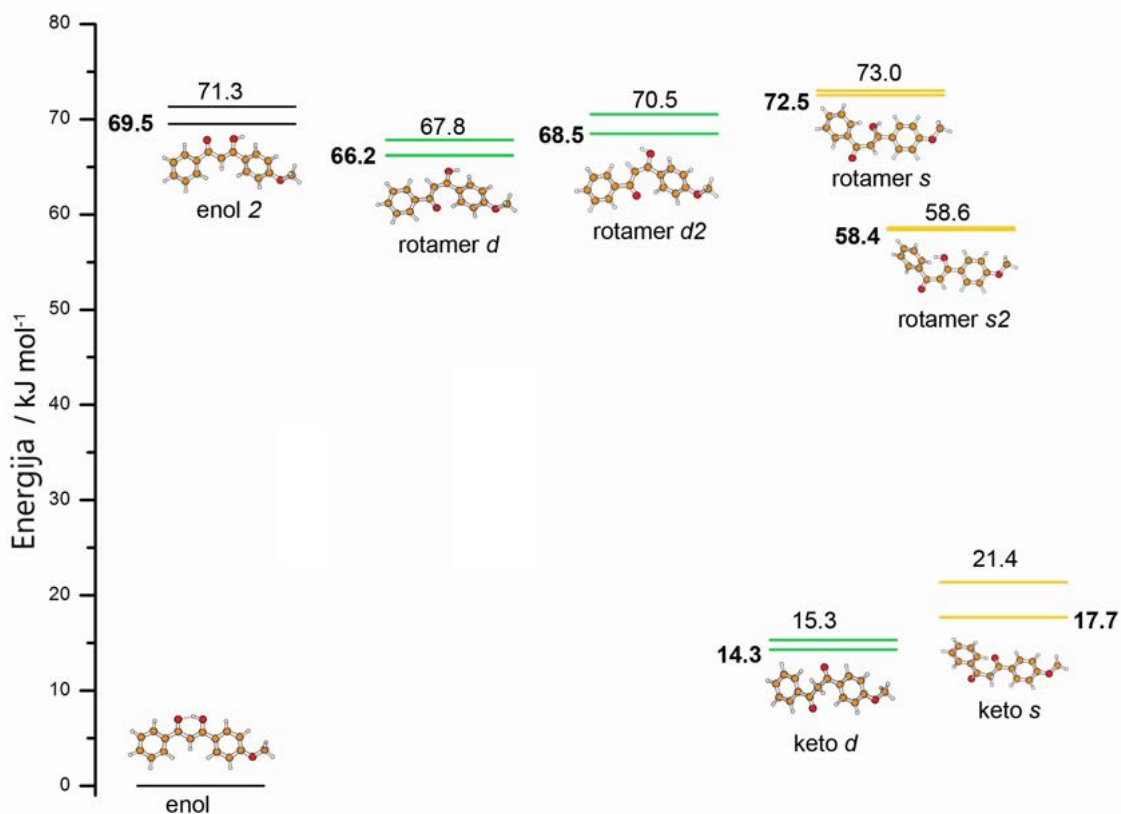 80
70
60
50
40
30
20
10
0
Energija / kJ mol-1
71.3
69.5
enol 2
67.8
66.2
rotamer d
70.5
68.5
rotamer d2
73.0
72.5
rotamer s
58.6
58.4
rotamer s2
15.3
14.3
keto d
21.4
17.7
keto s
enol